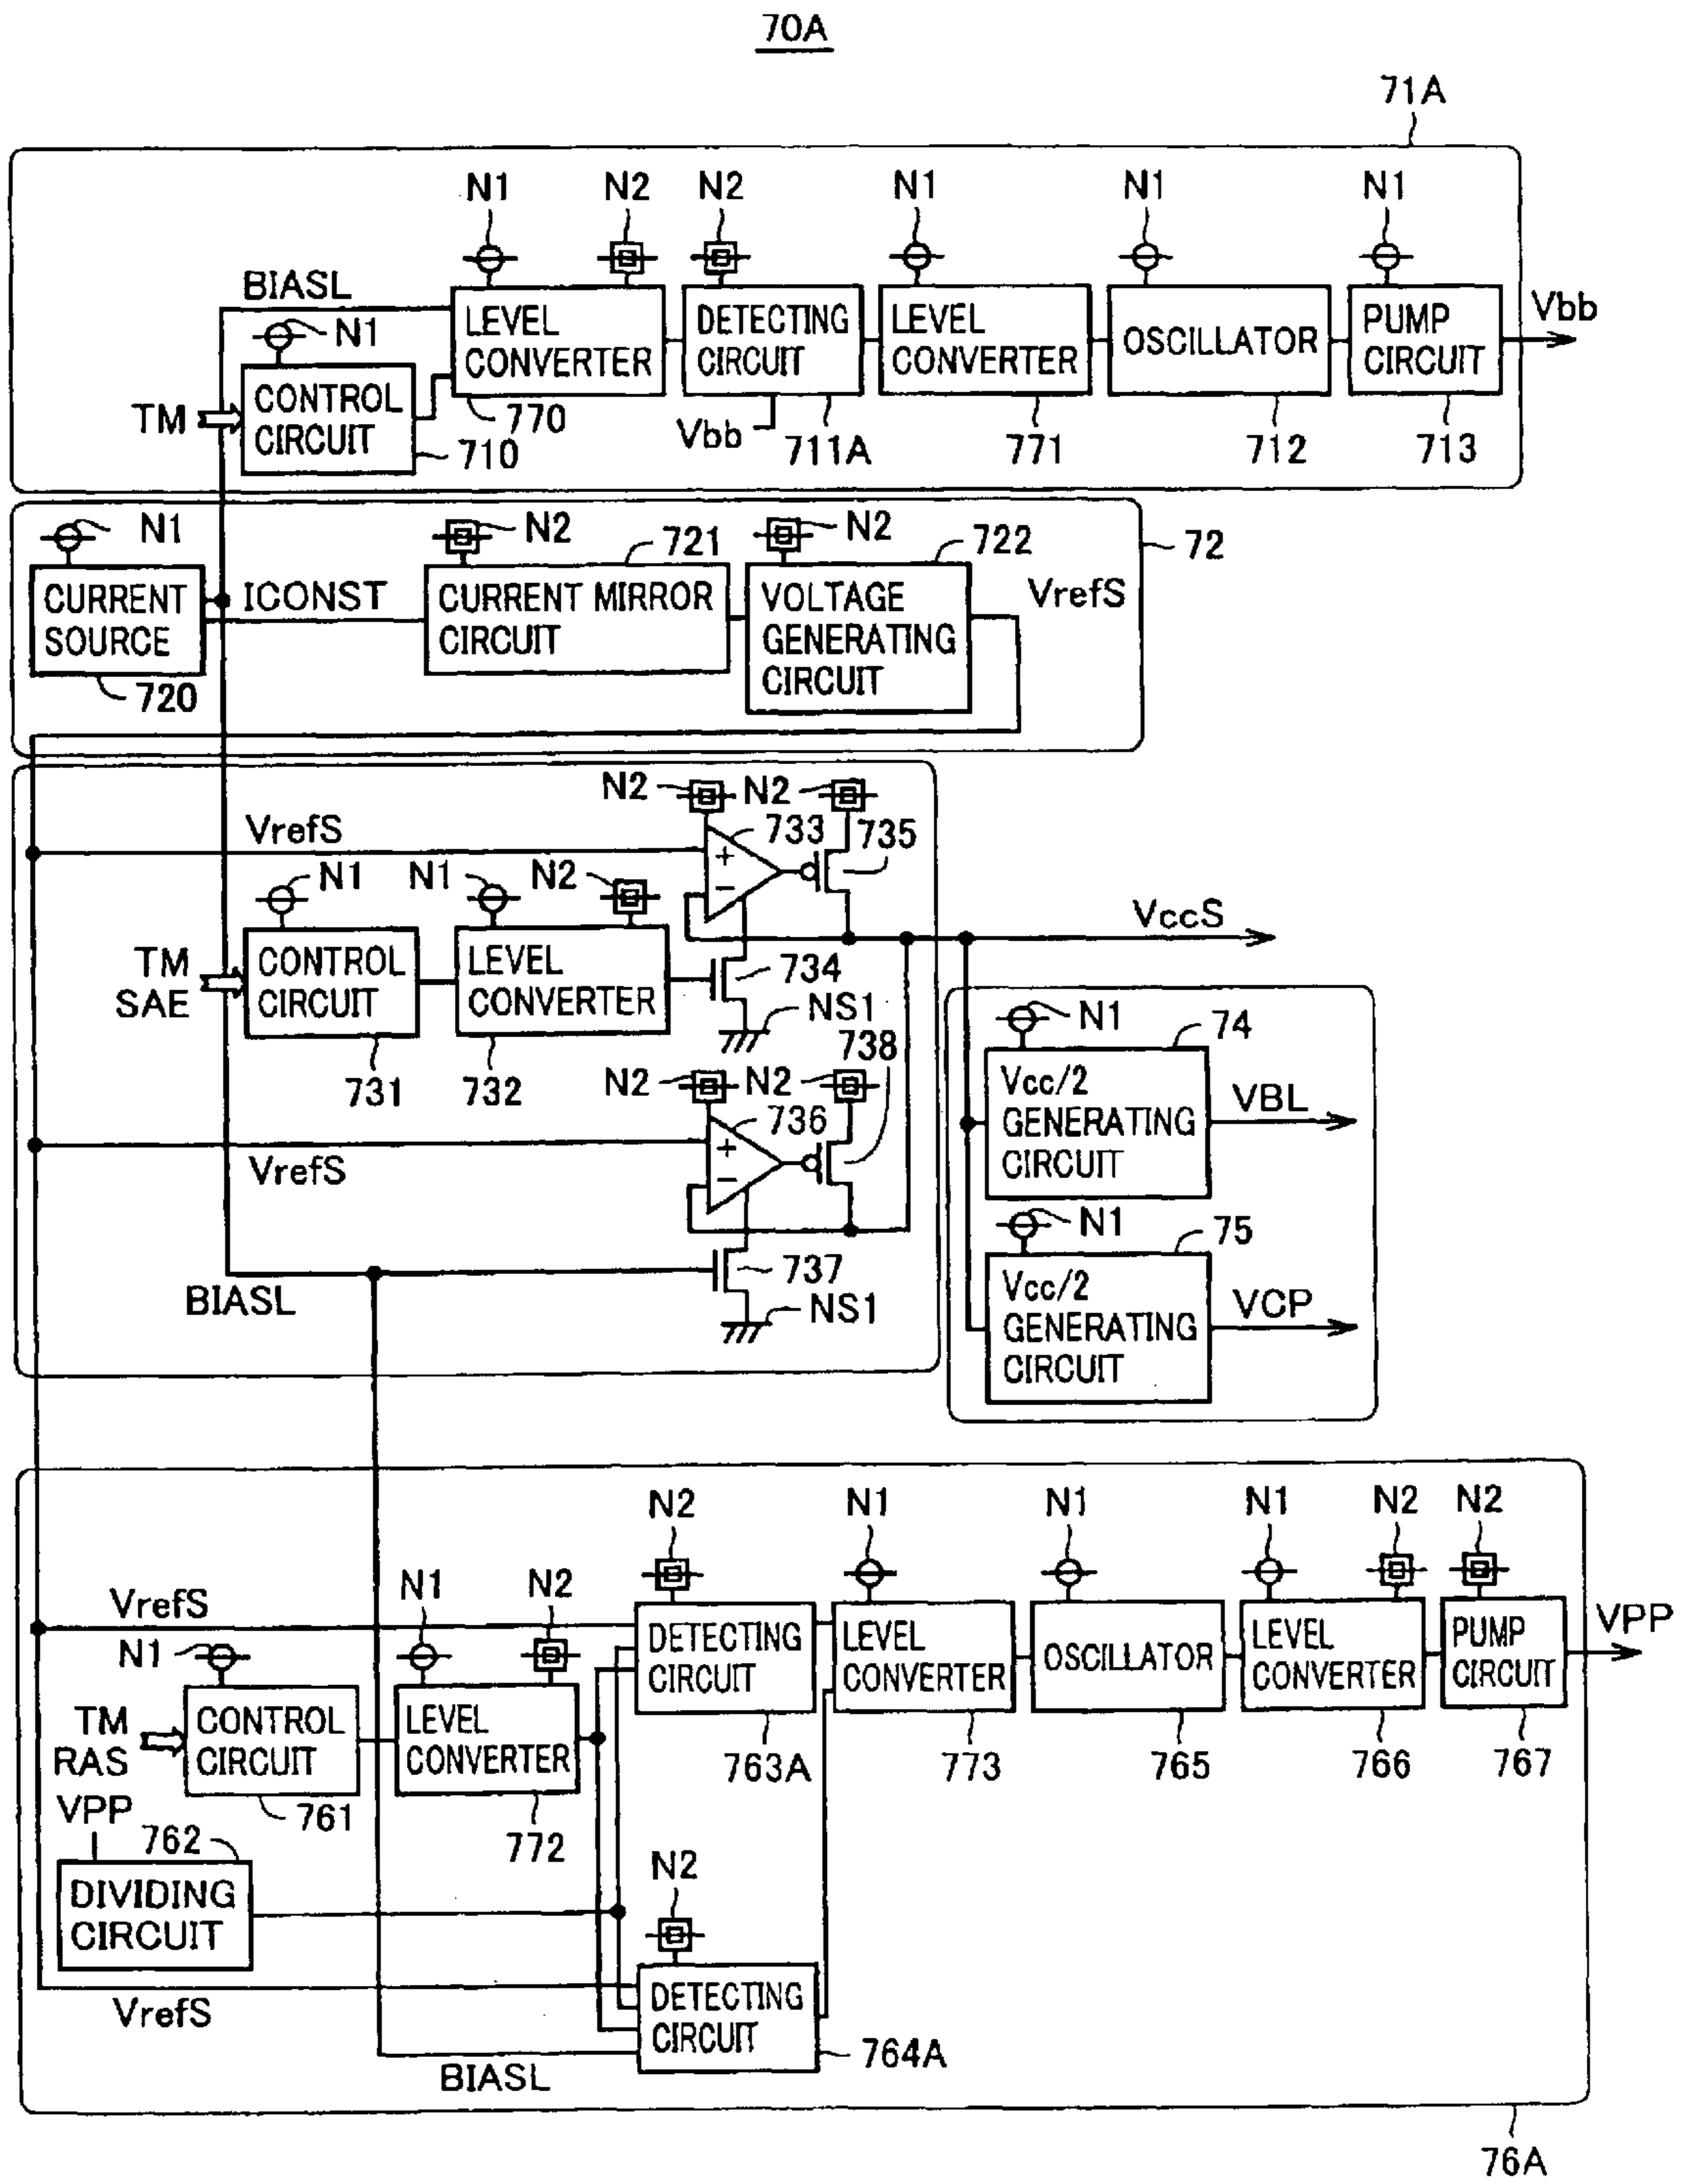 70A
71A
N1 N2 N2 N1 N1 N1
BIASL
N1
LEVEL
CONVERTER
DETECTING
CIRCUIT
LEVEL
CONVERTER
OSCILLATOR
PUMP
CIRCUIT
Vbb
TM
CONTROL
CIRCUIT
770
710
Vbb
711A
771
712
713
N1
N2
721
N2
722
72
CURRENT
SOURCE
ICONST
CURRENT MIRROR
CIRCUIT
VOLTAGE
GENERATING
CIRCUIT
VrefS
720
N2
N2
VrefS
733
735
+
−
N1
N1
N2
VccS
TM
SAE
CONTROL
CIRCUIT
LEVEL
CONVERTER
734
NS1
731
732
738
N1
74
Vcc/2
GENERATING
CIRCUIT
VBL
N2
N2
736
+
−
VrefS
N1
75
Vcc/2
GENERATING
CIRCUIT
VCP
737
BIASL
NS1
N2 N1 N1 N1 N2 N2
VrefS
N1 N2
N1
DETECTING
CIRCUIT
LEVEL
CONVERTER
OSCILLATOR
LEVEL
CONVERTER
PUMP
CIRCUIT
VPP
TM
RAS
CONTROL
CIRCUIT
LEVEL
CONVERTER
763A
773
765
766
767
VPP
761
762
772
N2
DIVIDING
CIRCUIT
VrefS
DETECTING
CIRCUIT
764A
BIASL
76A